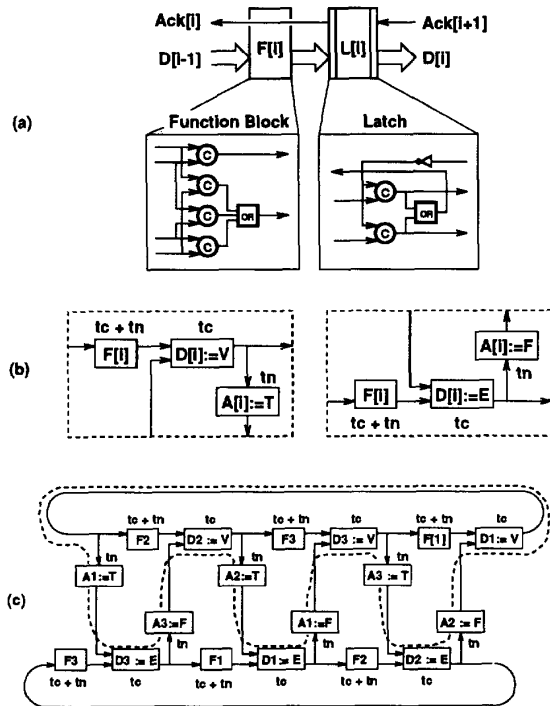 Ack[i] F[i] L[i] Ack[i+1]
D[i-1] D[i]
(a)
Function Block Latch
C
C
C
OR
C
C
OR
C
tc + tn tc
F[i] D[i]:=V
tn
A[i]:=T
A[i]:=F
tn
F[i] D[i]:=E
tc + tn tc
(b)
tc + tn tc tc + tn tc tc + tn tc
F2 D2 := V F3 D3 := V F[1] D1: = V
tn tn tn
A1:=T A2:=T A3 := T
(c)
A3:=F A1:=F A2 := F
tn tn tn
F3 D3 := E F1 D1:= E F2 D2:= E
tc + tn tc tc + tn tc tc + tn tc